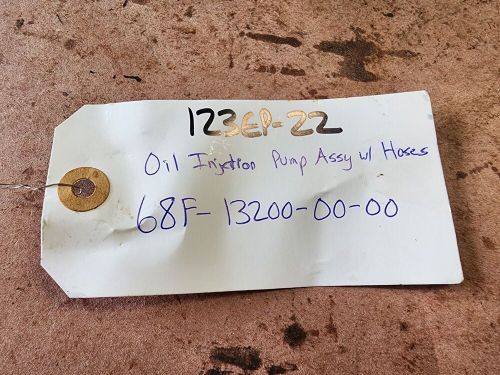 123EP-22
Oil Injection Pump Assy w/ Hoses
68F-13200-00-00